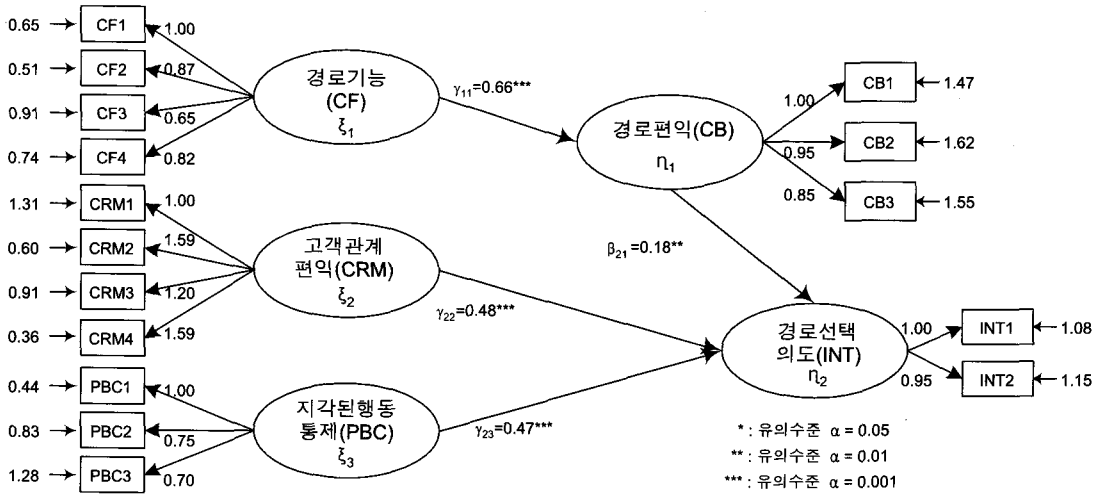 0.65 CF1 1.00
0.51 CF2 0.87
0.91 CF3 0.65
0.74 CF4 0.82
경로기능
(CF)
ξ1
γ11=0.66***
경로편익(CB)
η1
1.00 CB1 1.47
0.95 CB2 1.62
0.85 CB3 1.55
1.31 CRM1 1.00
0.60 CRM2 1.59
0.91 CRM3 1.20
0.36 CRM4 1.59
고객관계
편익(CRM)
ξ2
γ22=0.48***
β21=0.18**
경로선택
의도(INT)
η2
1.00 INT1 1.08
0.95 INT2 1.15
0.44 PBC1 1.00
0.83 PBC2 0.75
1.28 PBC3 0.70
지각된행동
통제(PBC)
ξ3
γ23=0.47***
* : 유의수준 α = 0.05
** : 유의수준 α = 0.01
*** : 유의수준 α = 0.001